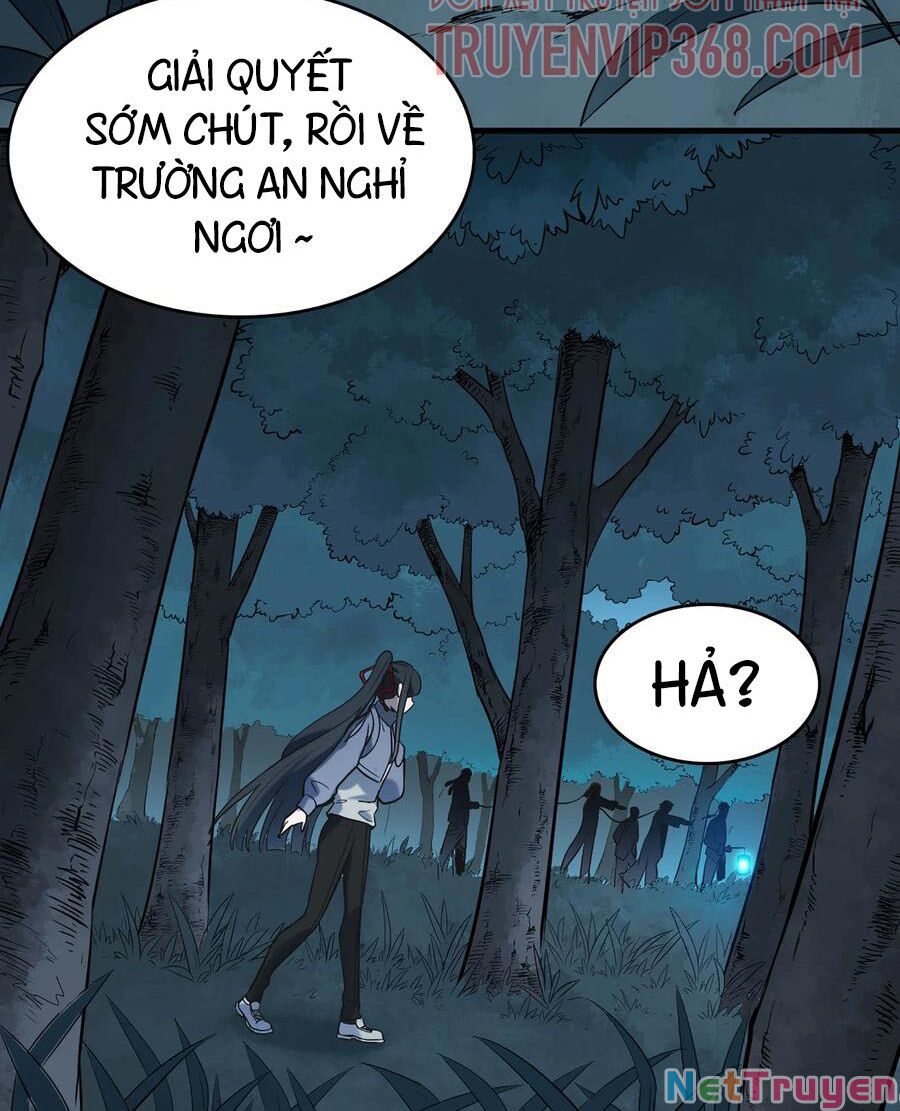 TRUYENVIP368.COM
GIẢI QUYẾT
SỚM CHÚT, RỒI VỀ
TRƯỜNG AN NGHỈ
NGƠI ~
HẢ?
NetTruyen